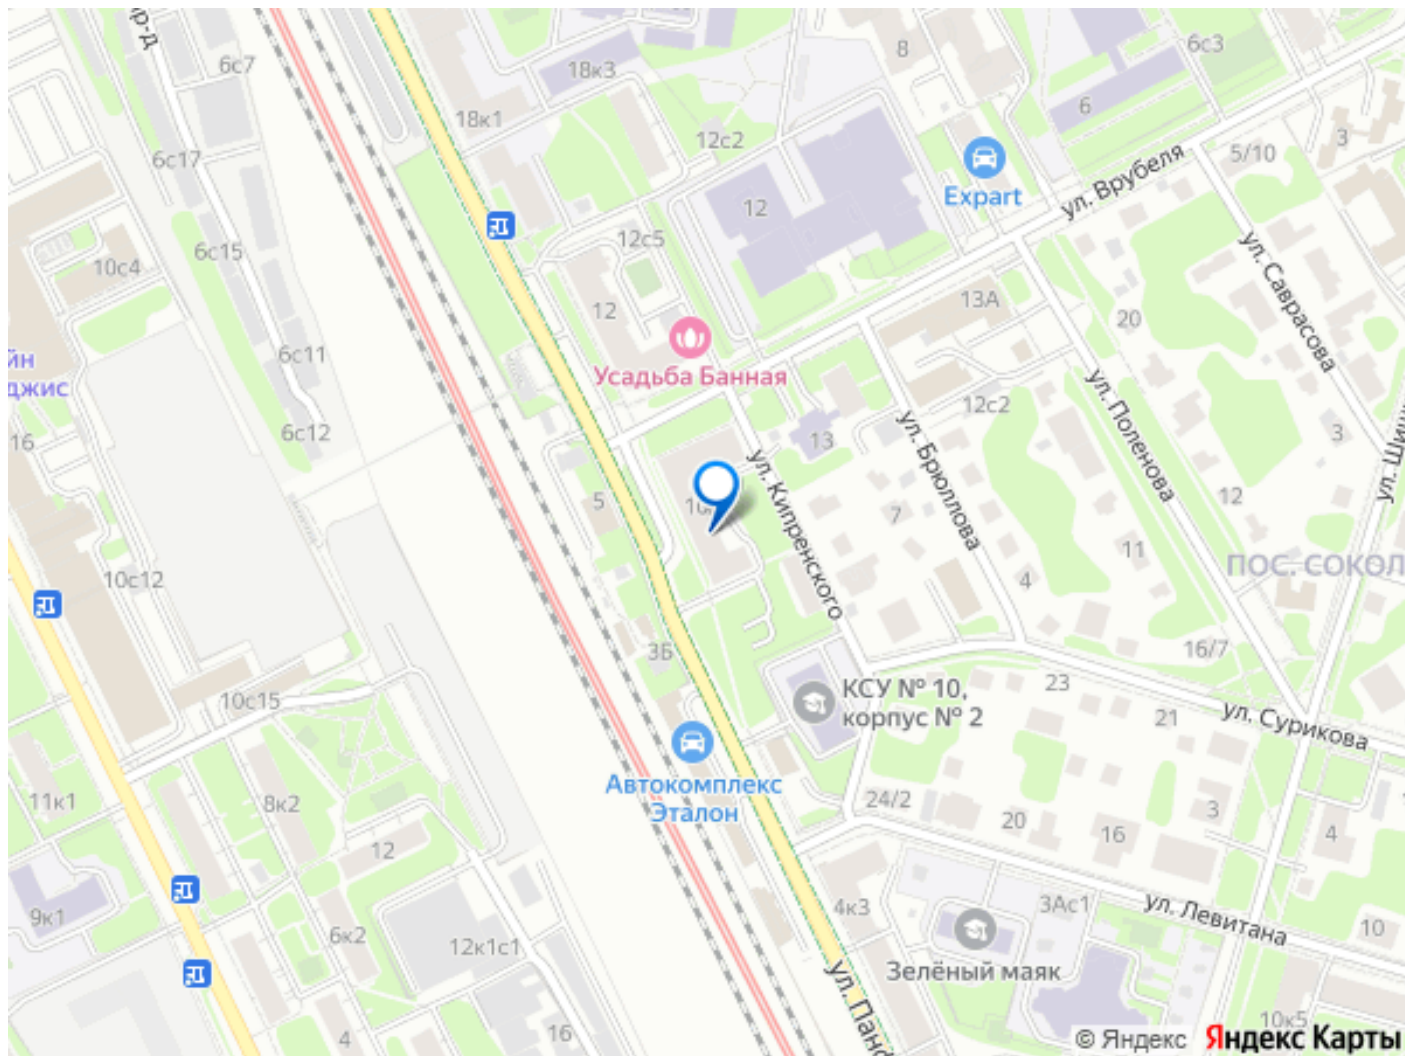 6с7
18к3
8
6с3
6
18к1
12с2
3
5/10
6с17
Expart
ул. Врубеля
12
6с15
10с4
12с5
ул. Саврасова
13А
12
20
6с11
Усадьба Банная
ул. Поленова
12с2
16
6с12
13
3
ул. Брюллова
ул. Кипренского
12
5
7
11
ПОС. СОКОЛ
10с12
4
16/7
3Б
10с15
КСУ № 10,
корпус № 2
23
21
ул. Сурикова
Автокомплекс
Эталон
11к1
8к2
24/2
20
16
3
4
12
9к1
6к2
12к1с1
4к3
3Ас1
ул. Левитана
10
Зелёный маяк
4
16
10к5
© Яндекс
Яндекс Карты